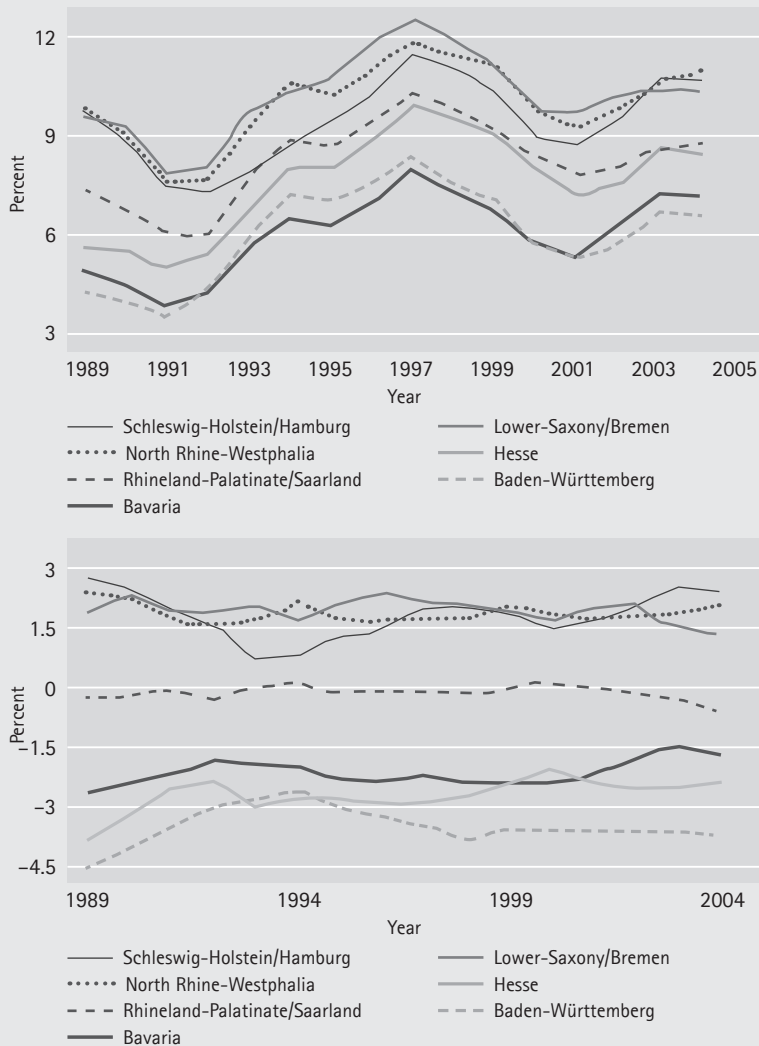 12
9
6
3
Percent
1989 1991 1993 1995 1997 1999 2001 2003 2005
Year
Schleswig-Holstein/Hamburg Lower-Saxony/Bremen
North Rhine-Westphalia Hesse
Rhineland-Palatinate/Saarland Baden-Württemberg
Bavaria
3
1.5
0
−1.5
−3
−4.5
Percent
1989 1994 1999 2004
Year
Schleswig-Holstein/Hamburg Lower-Saxony/Bremen
North Rhine-Westphalia Hesse
Rhineland-Palatinate/Saarland Baden-Württemberg
Bavaria